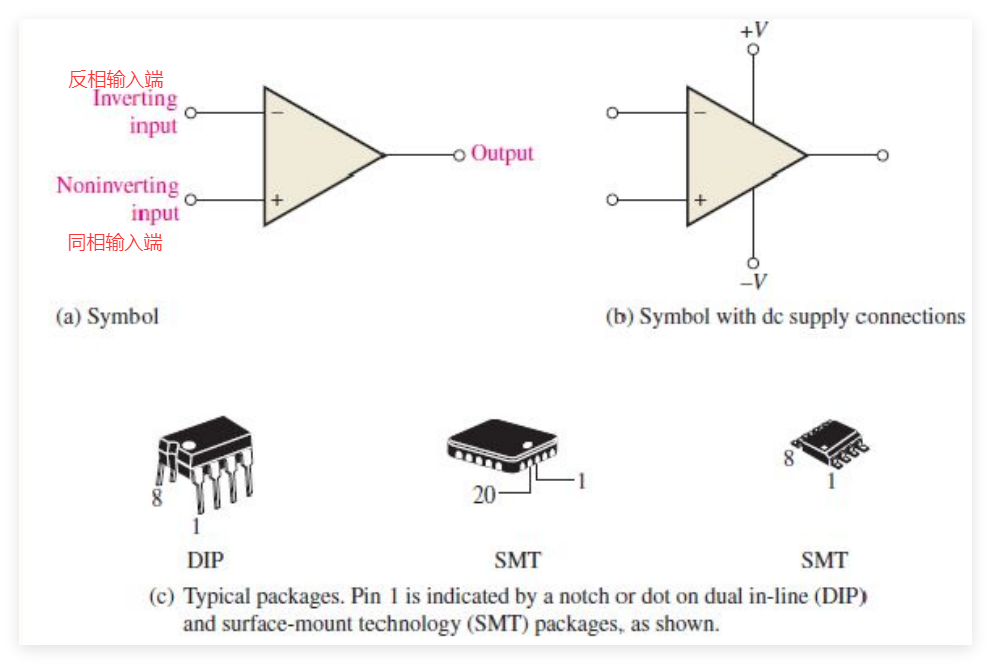 反相输入端
Inverting
input
−
+
Output
Noninverting
input
同相输入端
(a) Symbol
+V
−
+
–V
(b) Symbol with dc supply connections
8
1
DIP
20
1
SMT
8
1
SMT
(c) Typical packages. Pin 1 is indicated by a notch or dot on dual in-line (DIP)
and surface-mount technology (SMT) packages, as shown.